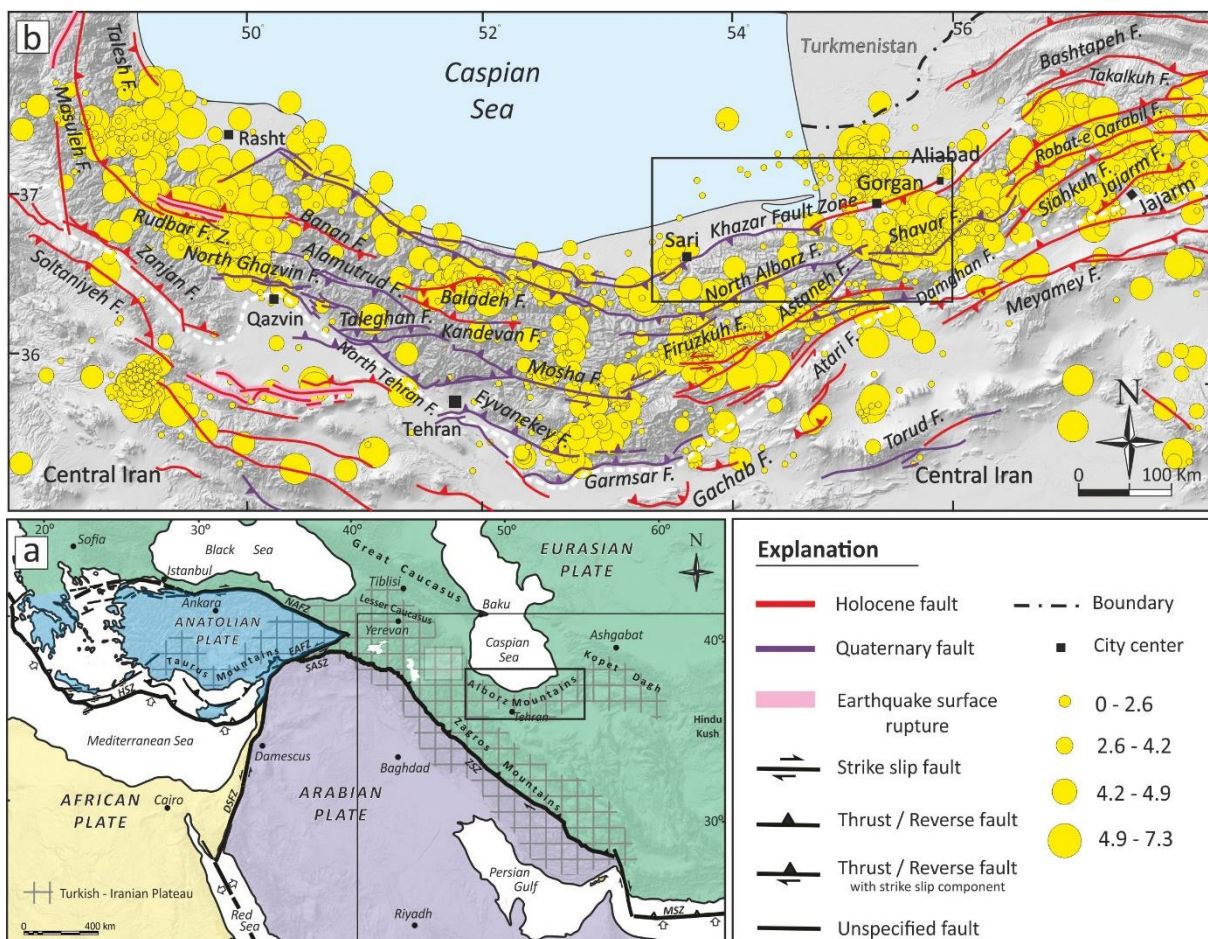 b
50
52
54
56
Turkmenistan
Caspian
Sea
Talesh F.
Masuleh F.
Rasht
Bashtapeh F.
Takalkuh F.
Robat-e Qarabil F.
Aliabad
Gorgan
Siahkuh F.
Jajarm F.
Jajarm
37
Khazar Fault Zone
Shavar F.
Sari
Rudbar F. Z.
Banan F.
North Alborz F.
Damghan F.
Meyamey F.
Soltaniyeh F.
Zanjan F.
North Ghazvin F.
Alamutrud F.
Baladeh F.
Astaneh F.
Qazvin
Taleghan F.
Kandevan F.
Firuzkuh F.
Atari F.
36
Mosha F.
North Tehran F.
Eyvanekey F.
Tehran
Torud F.
N
Central Iran
Garmsar F.
Gachab F.
Central Iran
0 100 Km
a
20°
30°
40°
50°
60°
Sofia
Black Sea
Istanbul
Great Caucasus
EURASIAN
PLATE
N
Tiblisi
Ankara
NAFZ
Lesser Caucasus
Baku
ANATOLIAN
PLATE
Yerevan
Caspian
Sea
Ashgabat
40°
Kopet Dagh
EAFZ
SASZ
Taurus Mountains
Alborz Mountains
Tehran
HSZ
Hindu
Kush
Mediterranean Sea
Damescus
Zagros Mountains
ZSZ
Baghdad
AFRICAN
PLATE
Cairo
DSFZ
ARABIAN
PLATE
30°
Turkish - Iranian Plateau
Persian
Gulf
Red
Sea
Riyadh
MSZ
0 400 km
Explanation
Holocene fault
Quaternary fault
Earthquake surface
rupture
Strike slip fault
Thrust / Reverse fault
Thrust / Reverse fault
with strike slip component
Unspecified fault
Boundary
City center
0 - 2.6
2.6 - 4.2
4.2 - 4.9
4.9 - 7.3